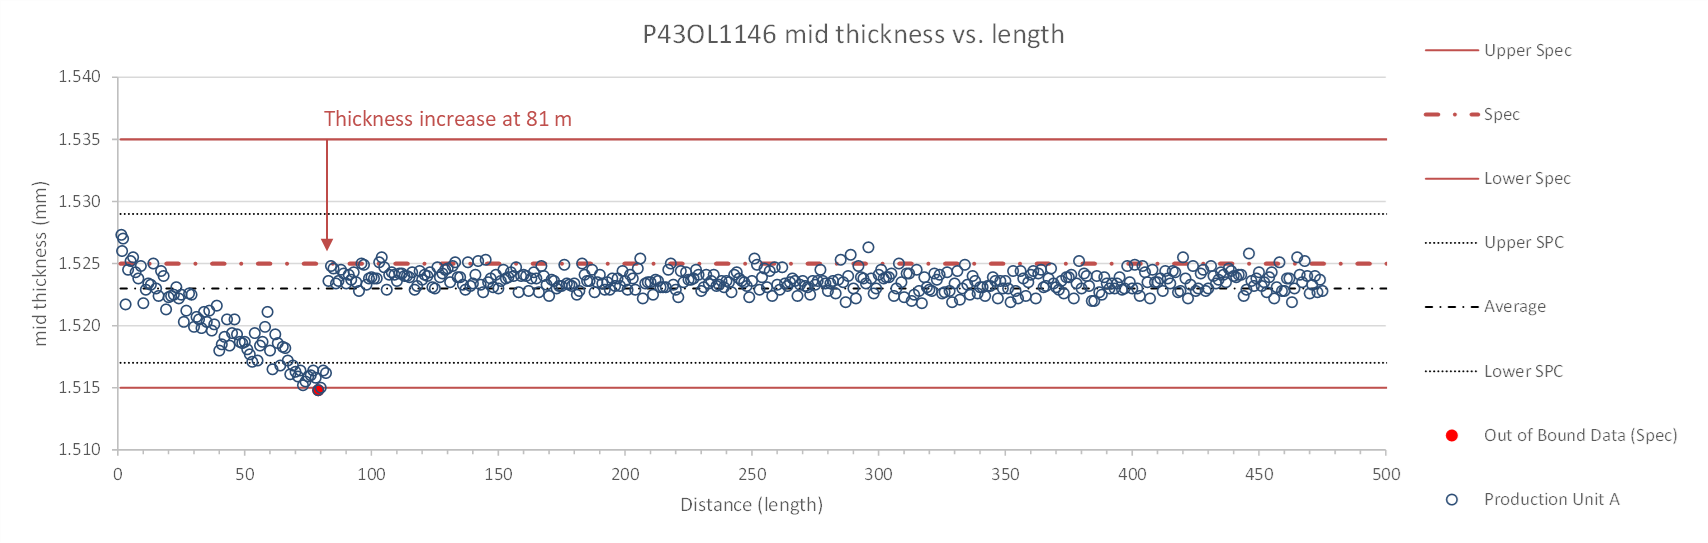 P43OL1146 mid thickness vs. length
Thickness increase at 81 m
mid thickness (mm)
1.540
1.535
1.530
1.525
1.520
1.515
1.510
0 50 100 150 200 250 300 350 400 450 500
Distance (length)
Upper Spec
Spec
Lower Spec
Upper SPC
Average
Lower SPC
Out of Bound Data (Spec)
Production Unit A